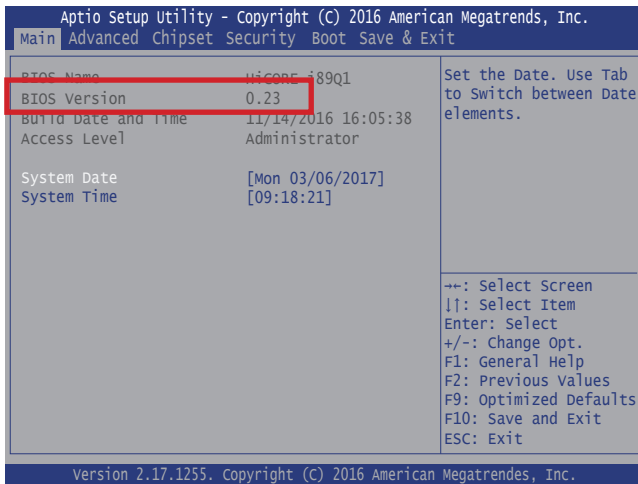 Aptio Setup Utility - Copyright (C) 2016 American Megatrends, Inc.
Main Advanced Chipset Security Boot Save & Exit
BIOS Name HiCORE-i89Q1
BIOS Version 0.23
Build Date and Time 11/14/2016 16:05:38
Access Level Administrator
System Date [Mon 03/06/2017]
System Time [09:18:21]
Set the Date. Use Tab
to Switch between Date
elements.
→←: Select Screen
↓↑: Select Item
Enter: Select
+/-: Change Opt.
F1: General Help
F2: Previous Values
F9: Optimized Defaults
F10: Save and Exit
ESC: Exit
Version 2.17.1255. Copyright (C) 2016 American Megatrendes, Inc.